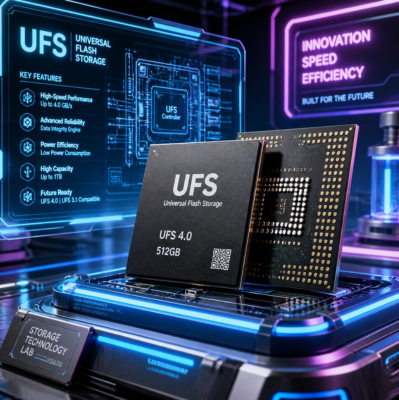 UFS
UNIVERSAL
FLASH
STORAGE
KEY FEATURES
High-Speed Performance
Up to 4.0 GB/s
Advanced Reliability
Data Integrity Engine
Power Efficiency
Low Power Consumption
High Capacity
Up to 1TB
Future Ready
UFS 4.0 | UFS 3.1 Compatible
UFS
Controller
INNOVATION
SPEED
EFFICIENCY
BUILT FOR THE FUTURE
UFS
Universal Flash Storage
UFS 4.0
512GB
STORAGE
TECHNOLOGY
LAB